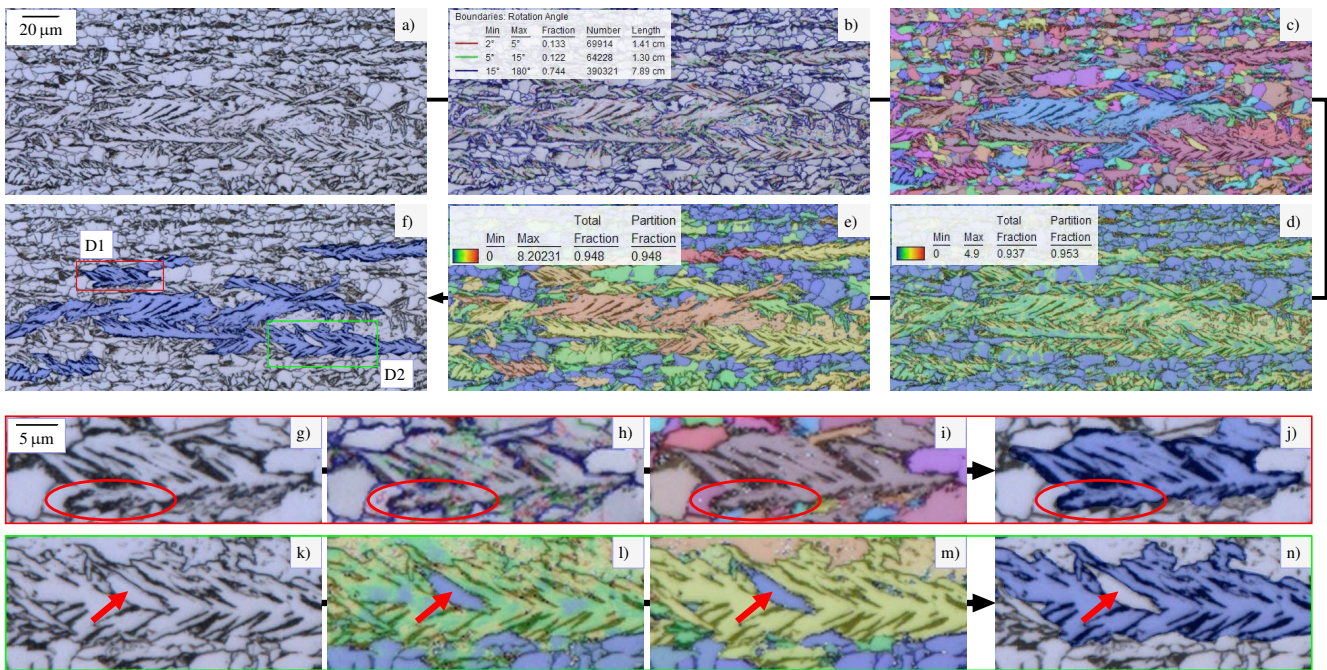 20 μm
a)
Boundaries: Rotation Angle
Min Max Fraction Number Length
2° 5° 0.133 69914 1.41 cm
5° 15° 0.122 64228 1.30 cm
15° 180° 0.744 390321 7.89 cm
b)
c)
f)
D1
D2
Total Partition
Min Max Fraction Fraction
0 8.20231 0.948 0.948
e)
Total Partition
Min Max Fraction Fraction
0 4.9 0.937 0.953
d)
5 μm
g)
h)
i)
j)
k)
l)
m)
n)